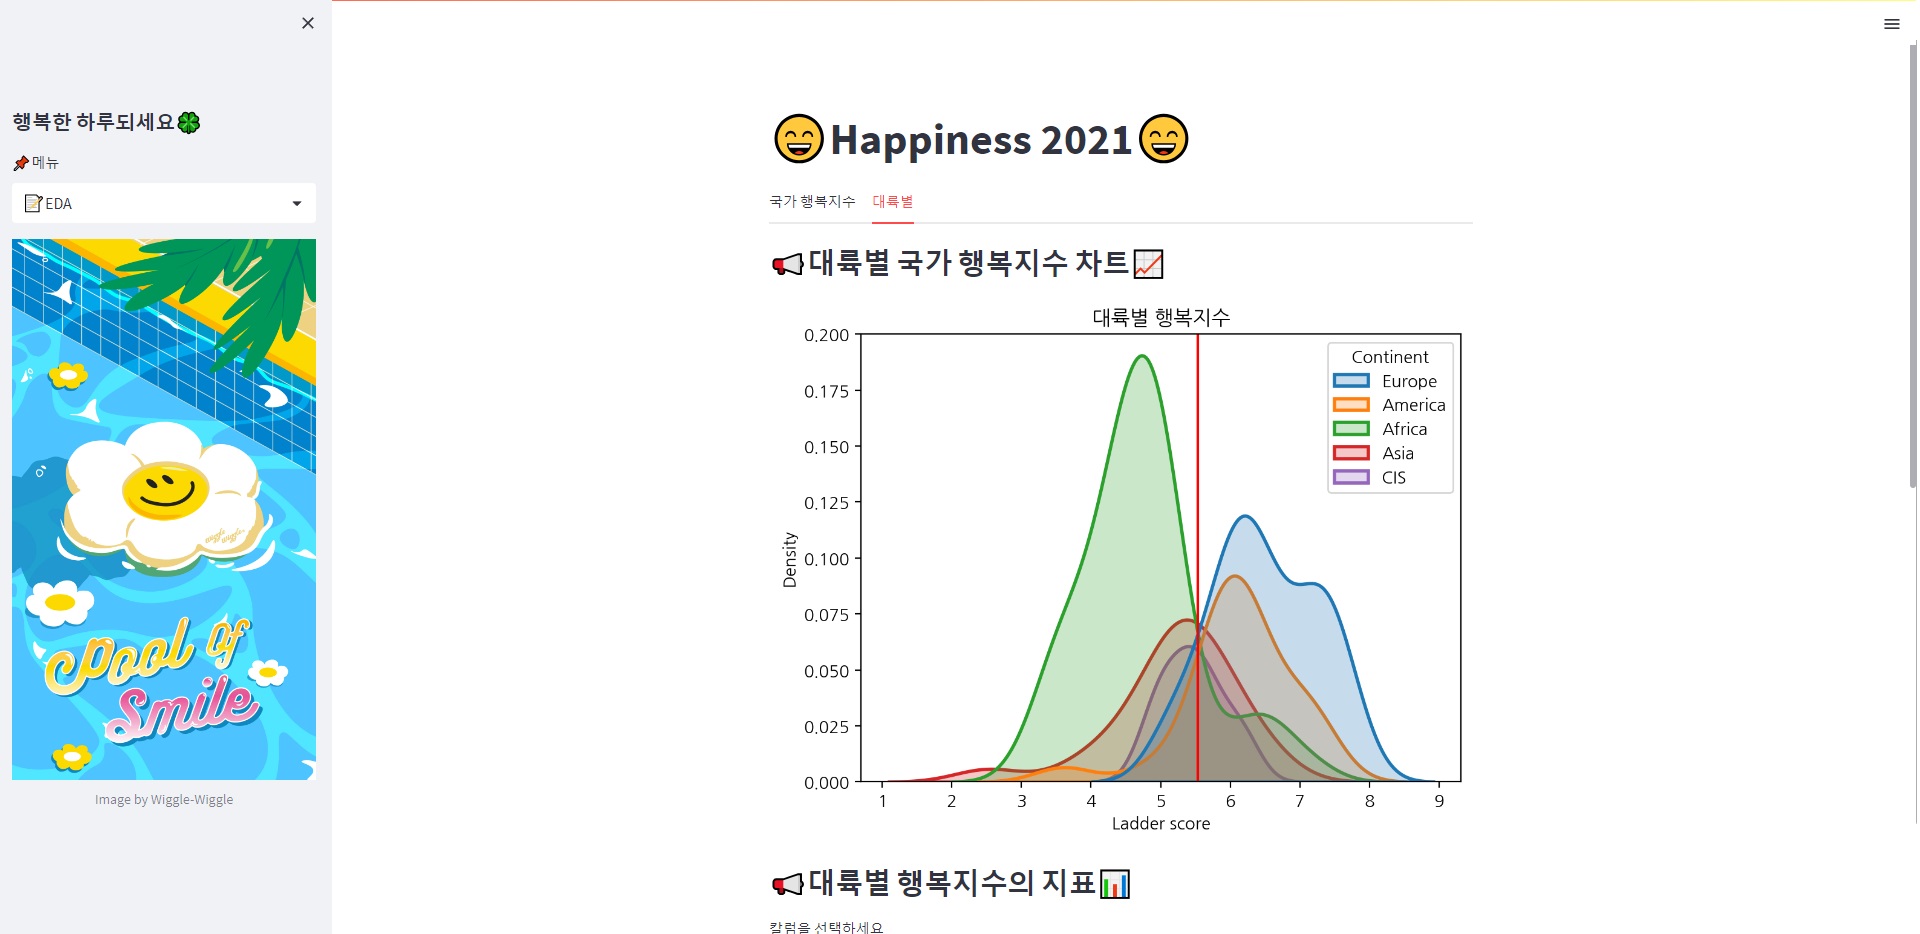 행복한 하루되세요🍀
📌메뉴
📝EDA
Pool of
Smile
Image by Wiggle-Wiggle
😄Happiness 2021😄
국가 행복지수 대륙별
📢대륙별 국가 행복지수 차트📈
대륙별 행복지수
0.200
0.175
0.150
0.125
0.100
0.075
0.050
0.025
0.000
Density
Continent
Europe
America
Africa
Asia
CIS
1 2 3 4 5 6 7 8 9
Ladder score
📢대륙별 행복지수의 지표📊
칼럼을 선택하세요